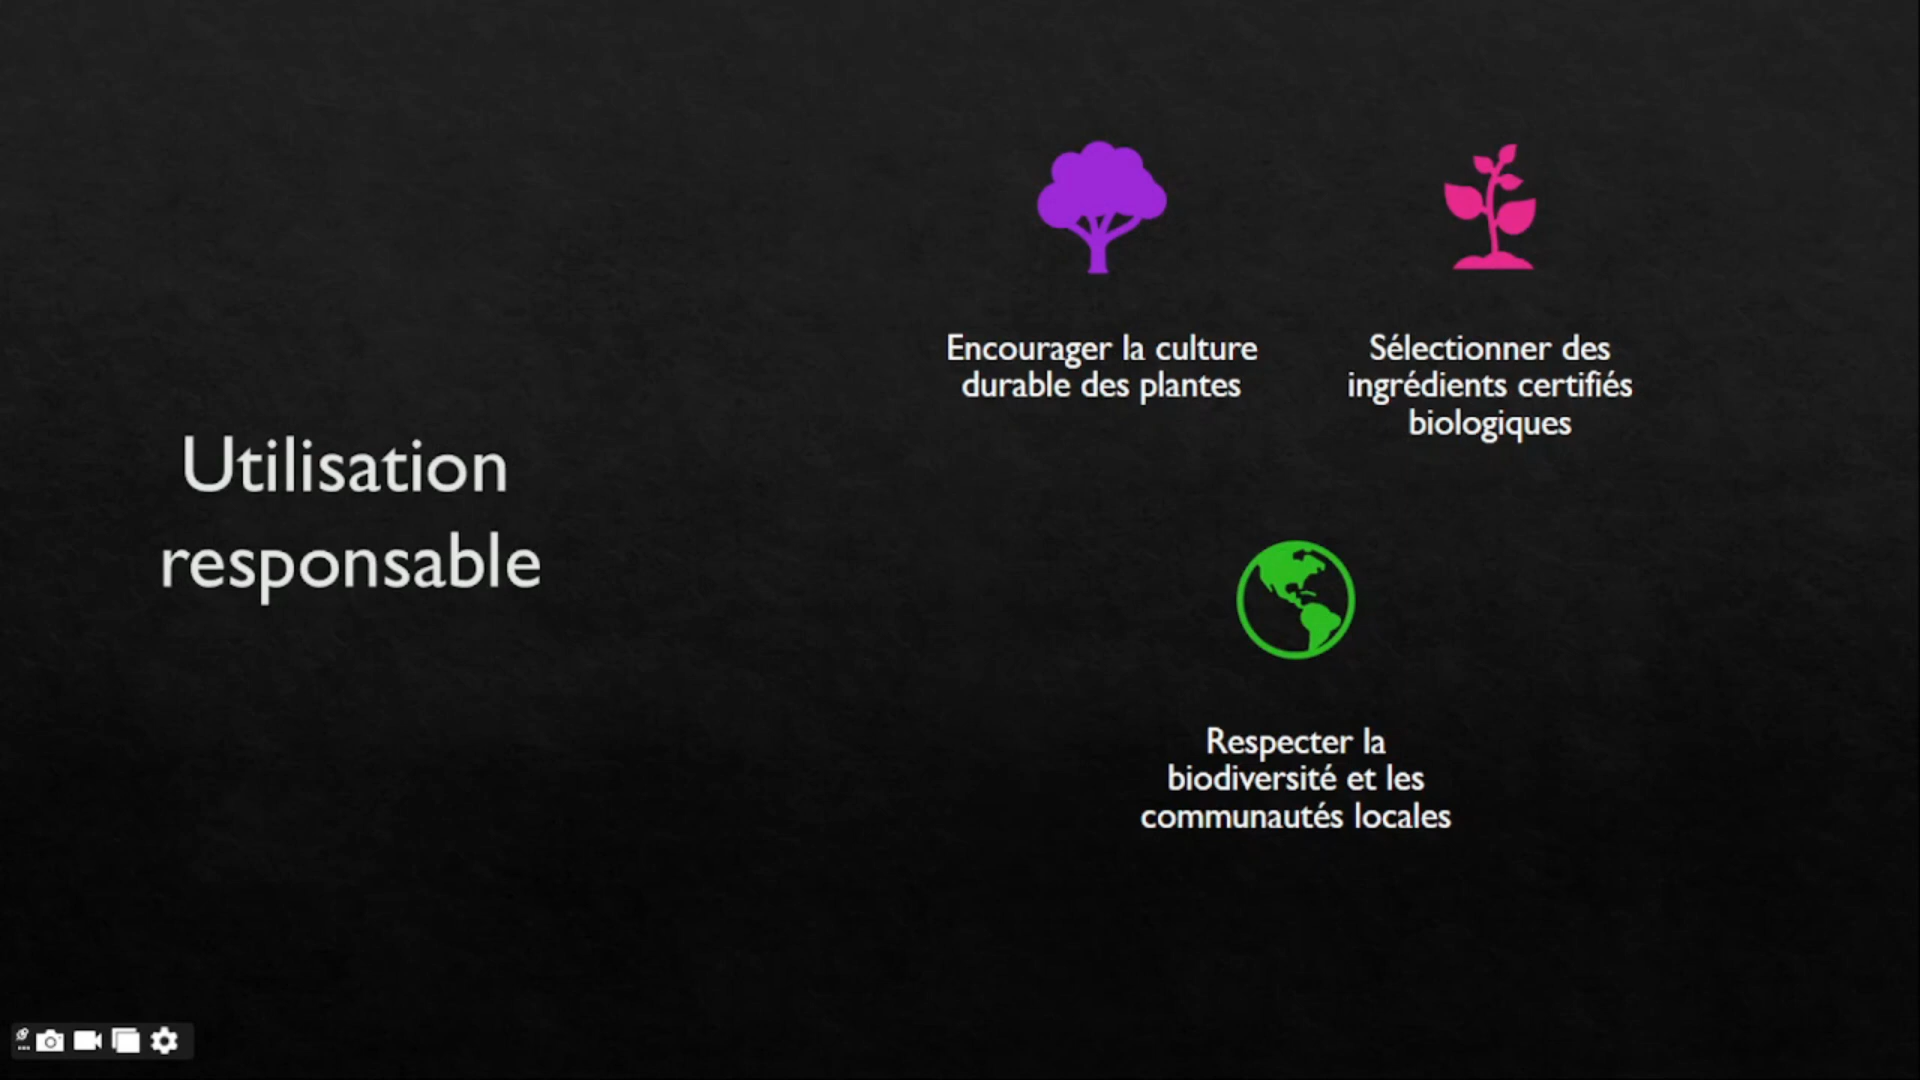 Utilisation
responsable
Encourager la culture
durable des plantes
Sélectionner des
ingrédients certifiés
biologiques
Respecter la
biodiversité et les
communautés locales